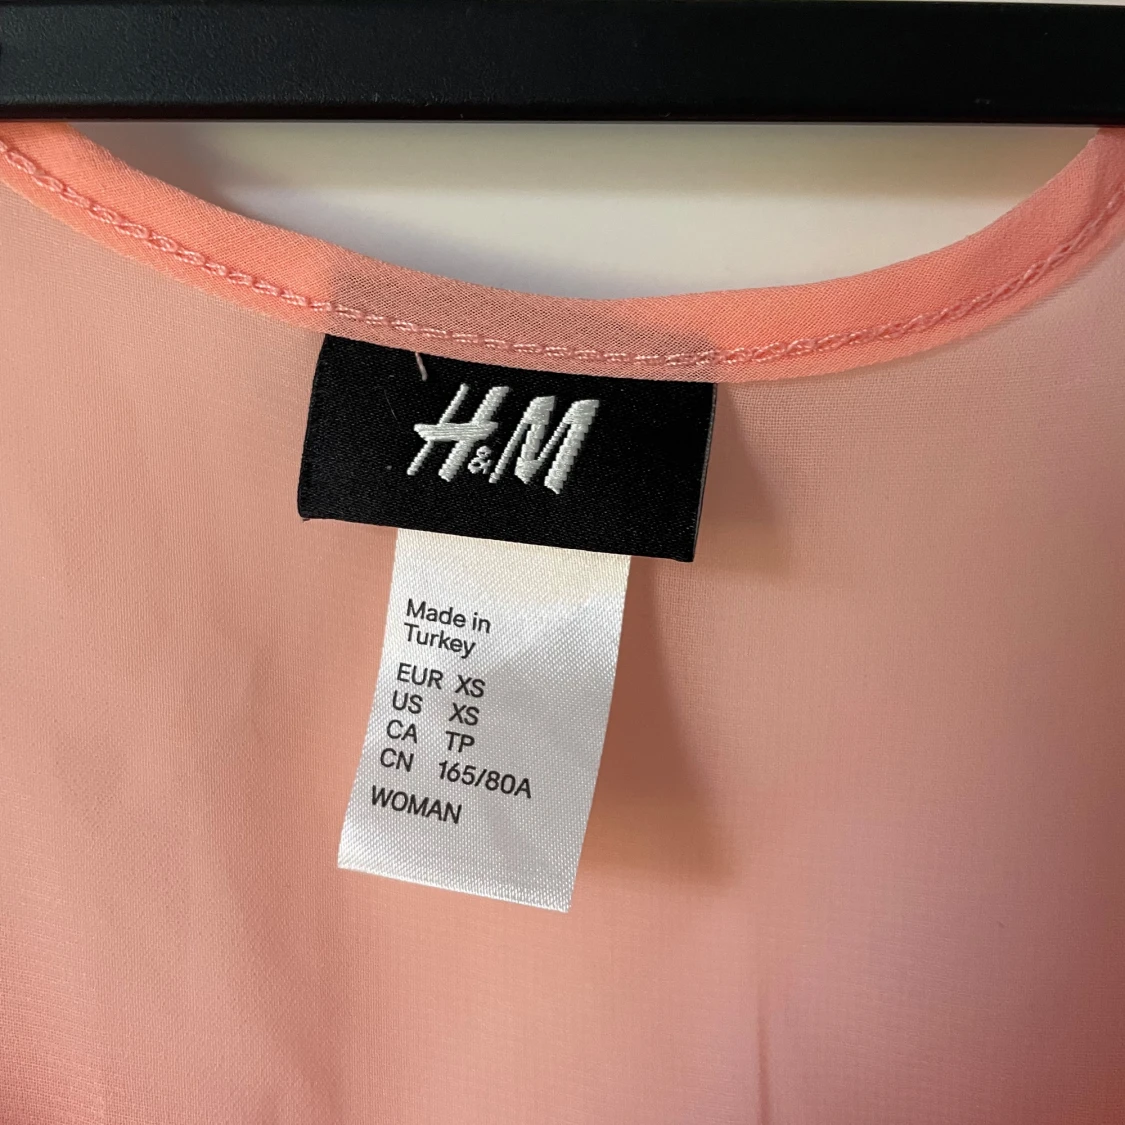 H&M
Made in
Turkey
EUR XS
US XS
CA TP
CN 165/80A
WOMAN